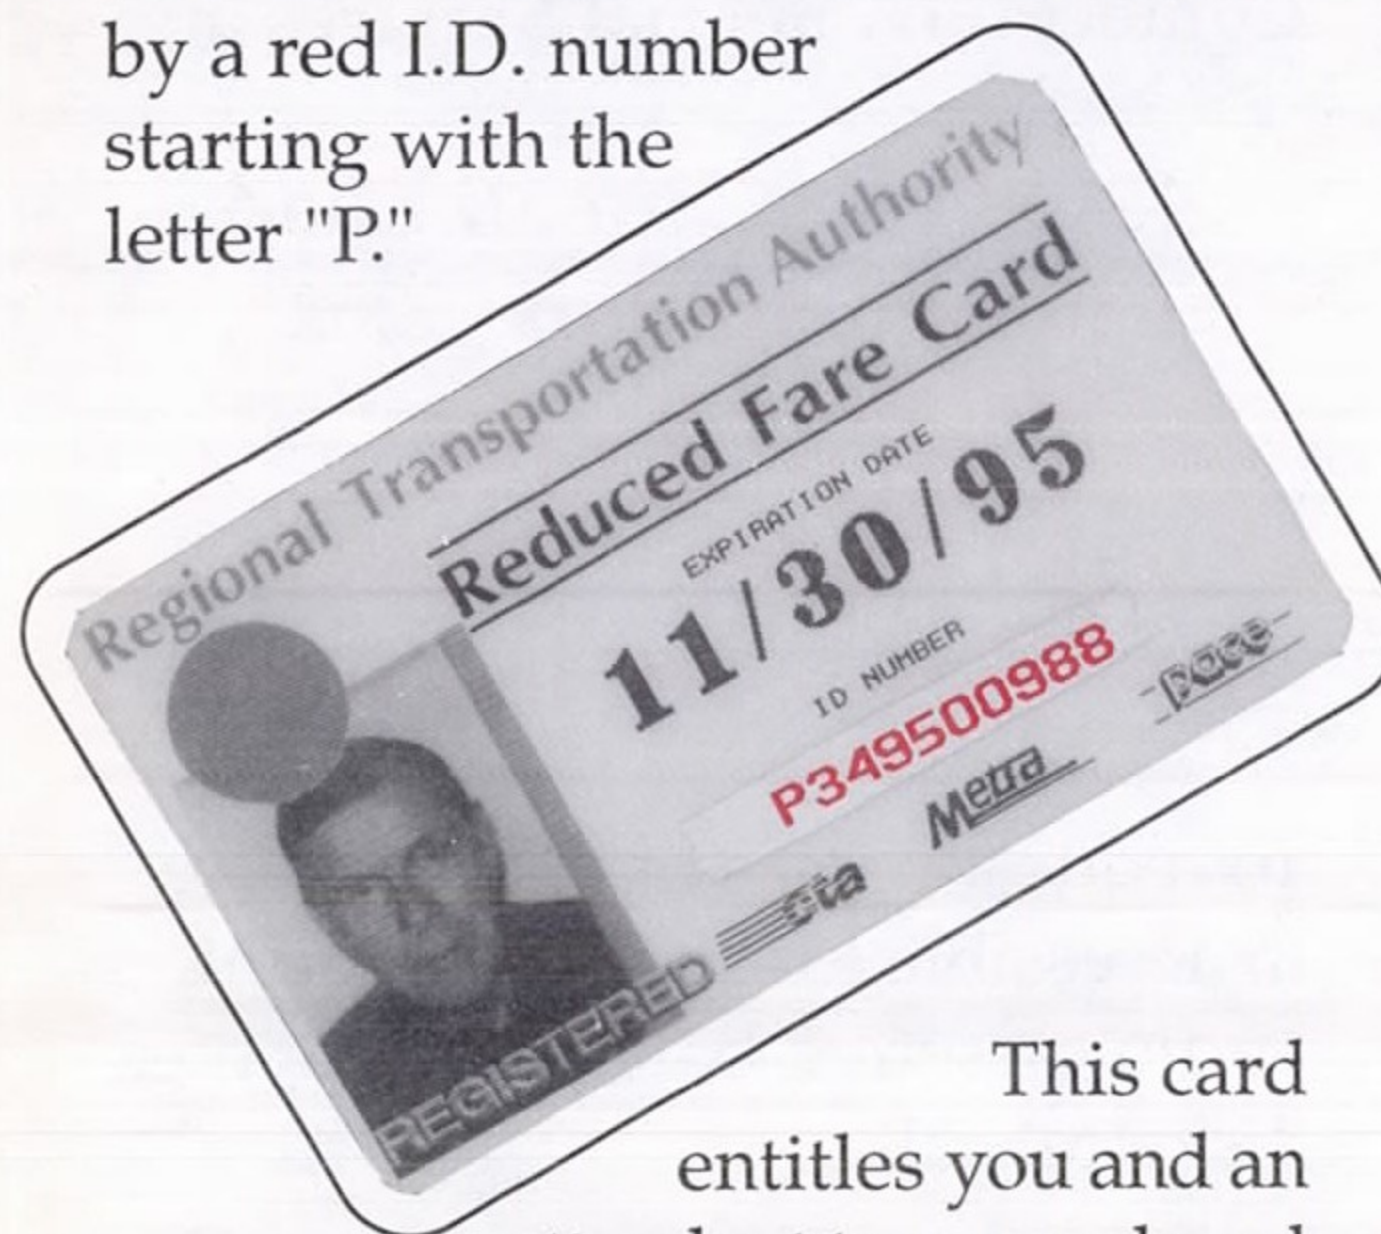 by a red I.D. number
starting with the
letter "P."
Regional Transportation Authority
Reduced Fare Card
EXPIRATION DATE
11/30/95
ID NUMBER
P349500988
cta Metra pace
REGISTERED
This card
entitles you and an